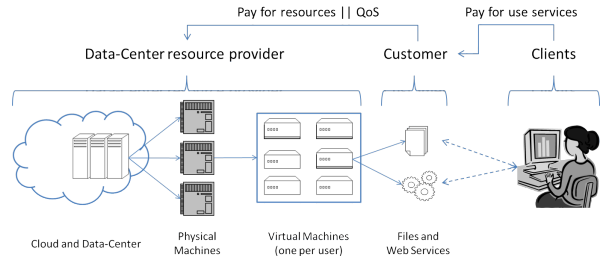 Pay for resources || QoS
Pay for use services
Data-Center resource provider
Customer
Clients
Cloud and Data-Center
Physical
Machines
Virtual Machines
(one per user)
Files and
Web Services